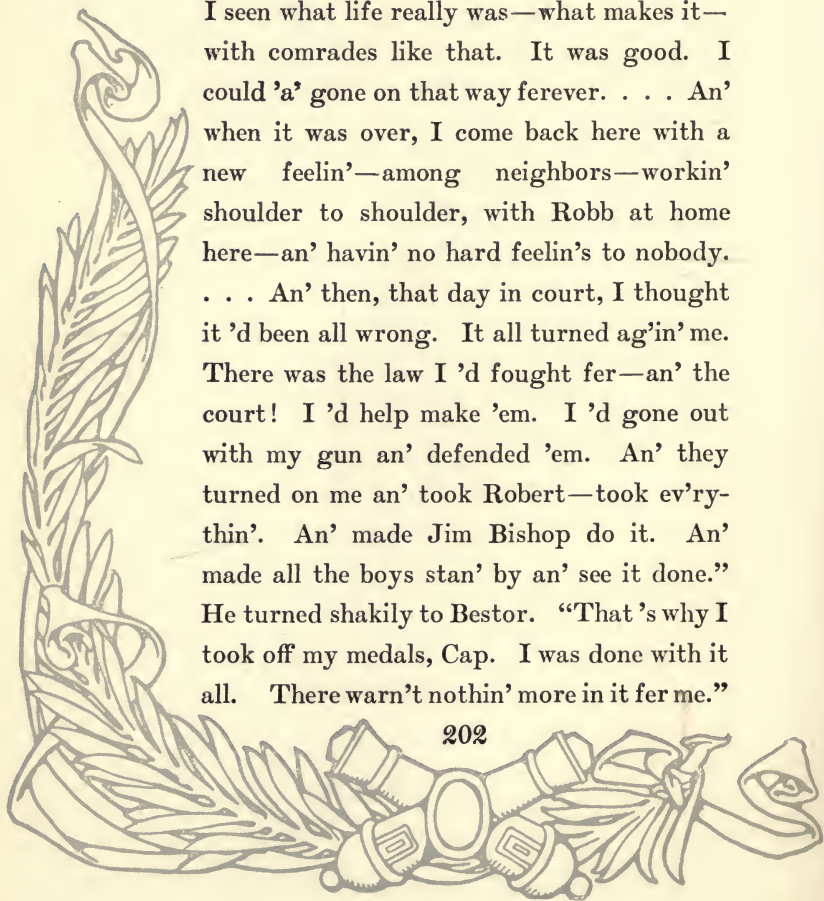 I seen what life really was—what makes it—
with comrades like that. It was good. I
could 'a' gone on that way ferever. . . . An'
when it was over, I come back here with a
new feelin'—among neighbors—workin'
shoulder to shoulder, with Robb at home
here—an' havin' no hard feelin's to nobody.
. . . An' then, that day in court, I thought
it 'd been all wrong. It all turned ag'in' me.
There was the law I 'd fought fer—an' the
court! I 'd help make 'em. I 'd gone out
with my gun an' defended 'em. An' they
turned on me an' took Robert—took ev'ry-
thin'. An' made Jim Bishop do it. An'
made all the boys stan' by an' see it done."
He turned shakily to Bestor. "That 's why I
took off my medals, Cap. I was done with it
all. There warn't nothin' more in it fer me."
202